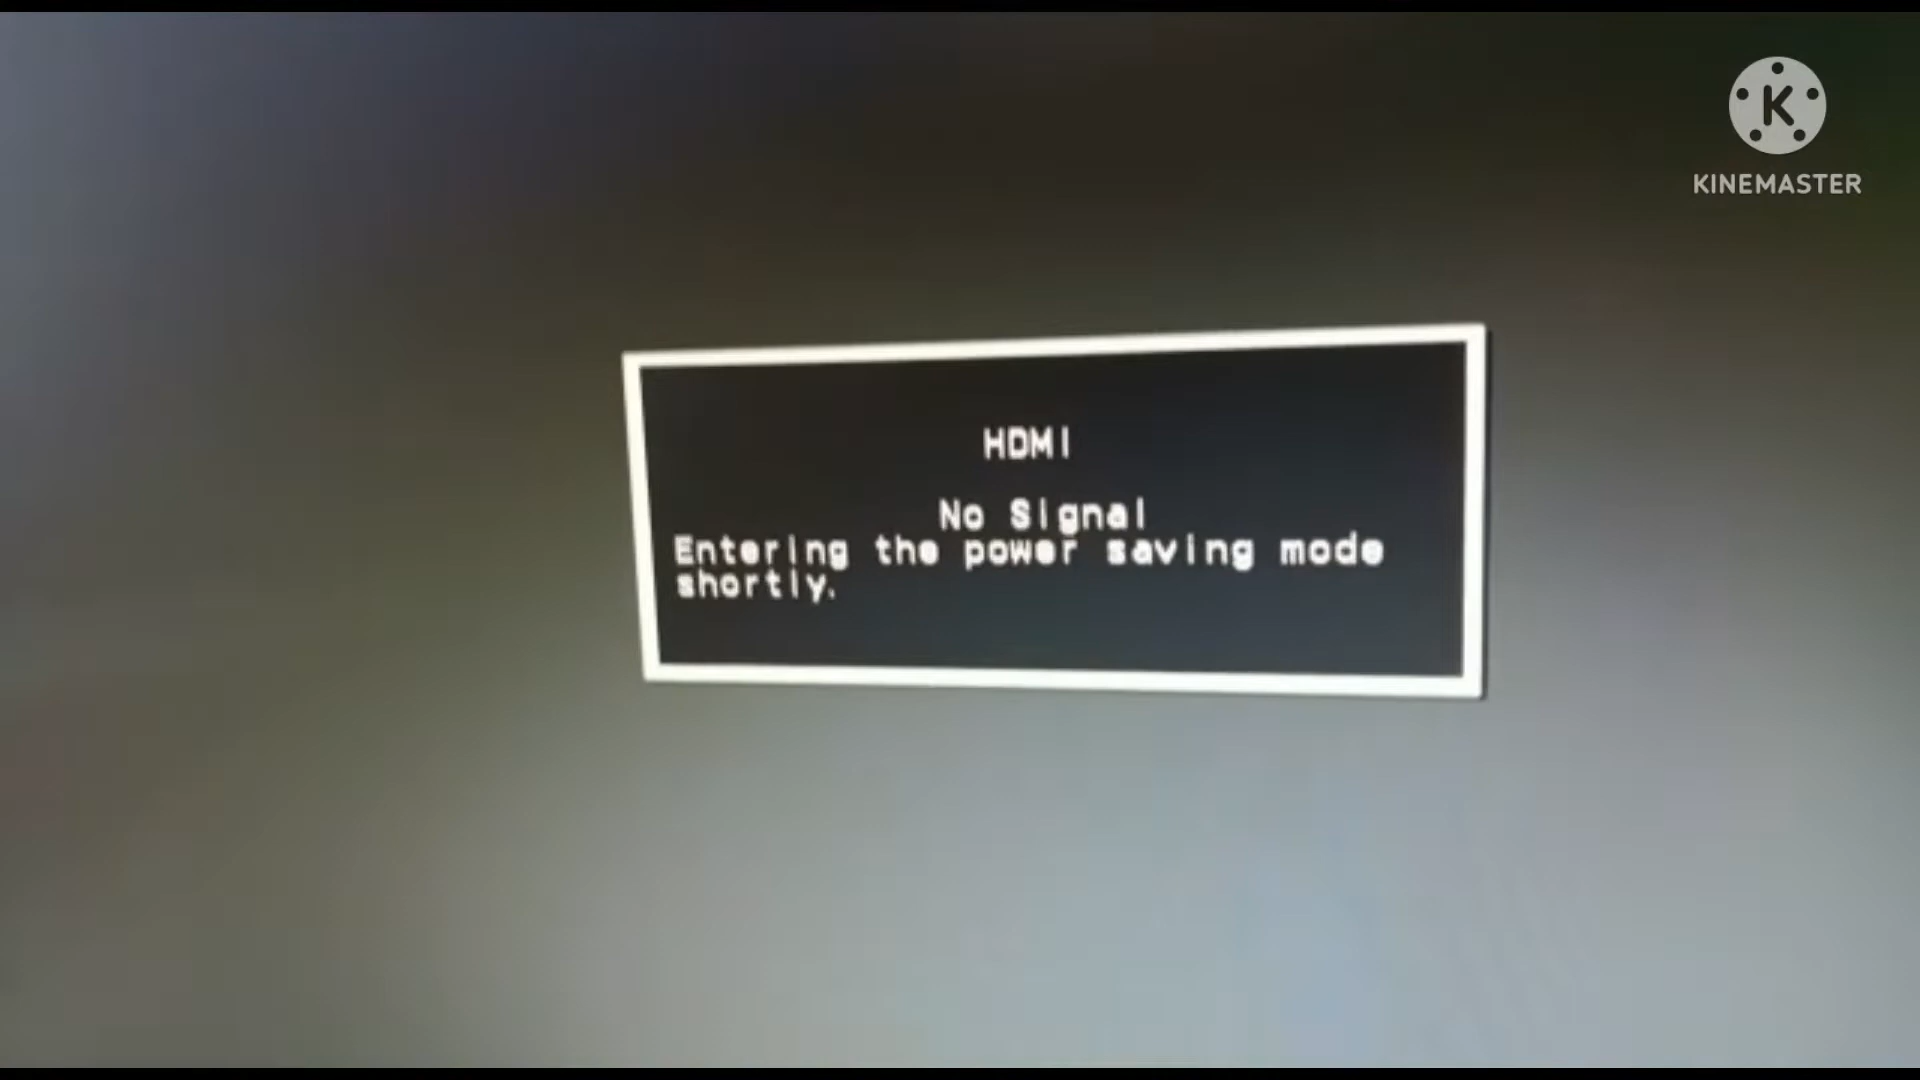 K
KINEMASTER
HDMI
No Signal
Entering the power saving mode
shortly.